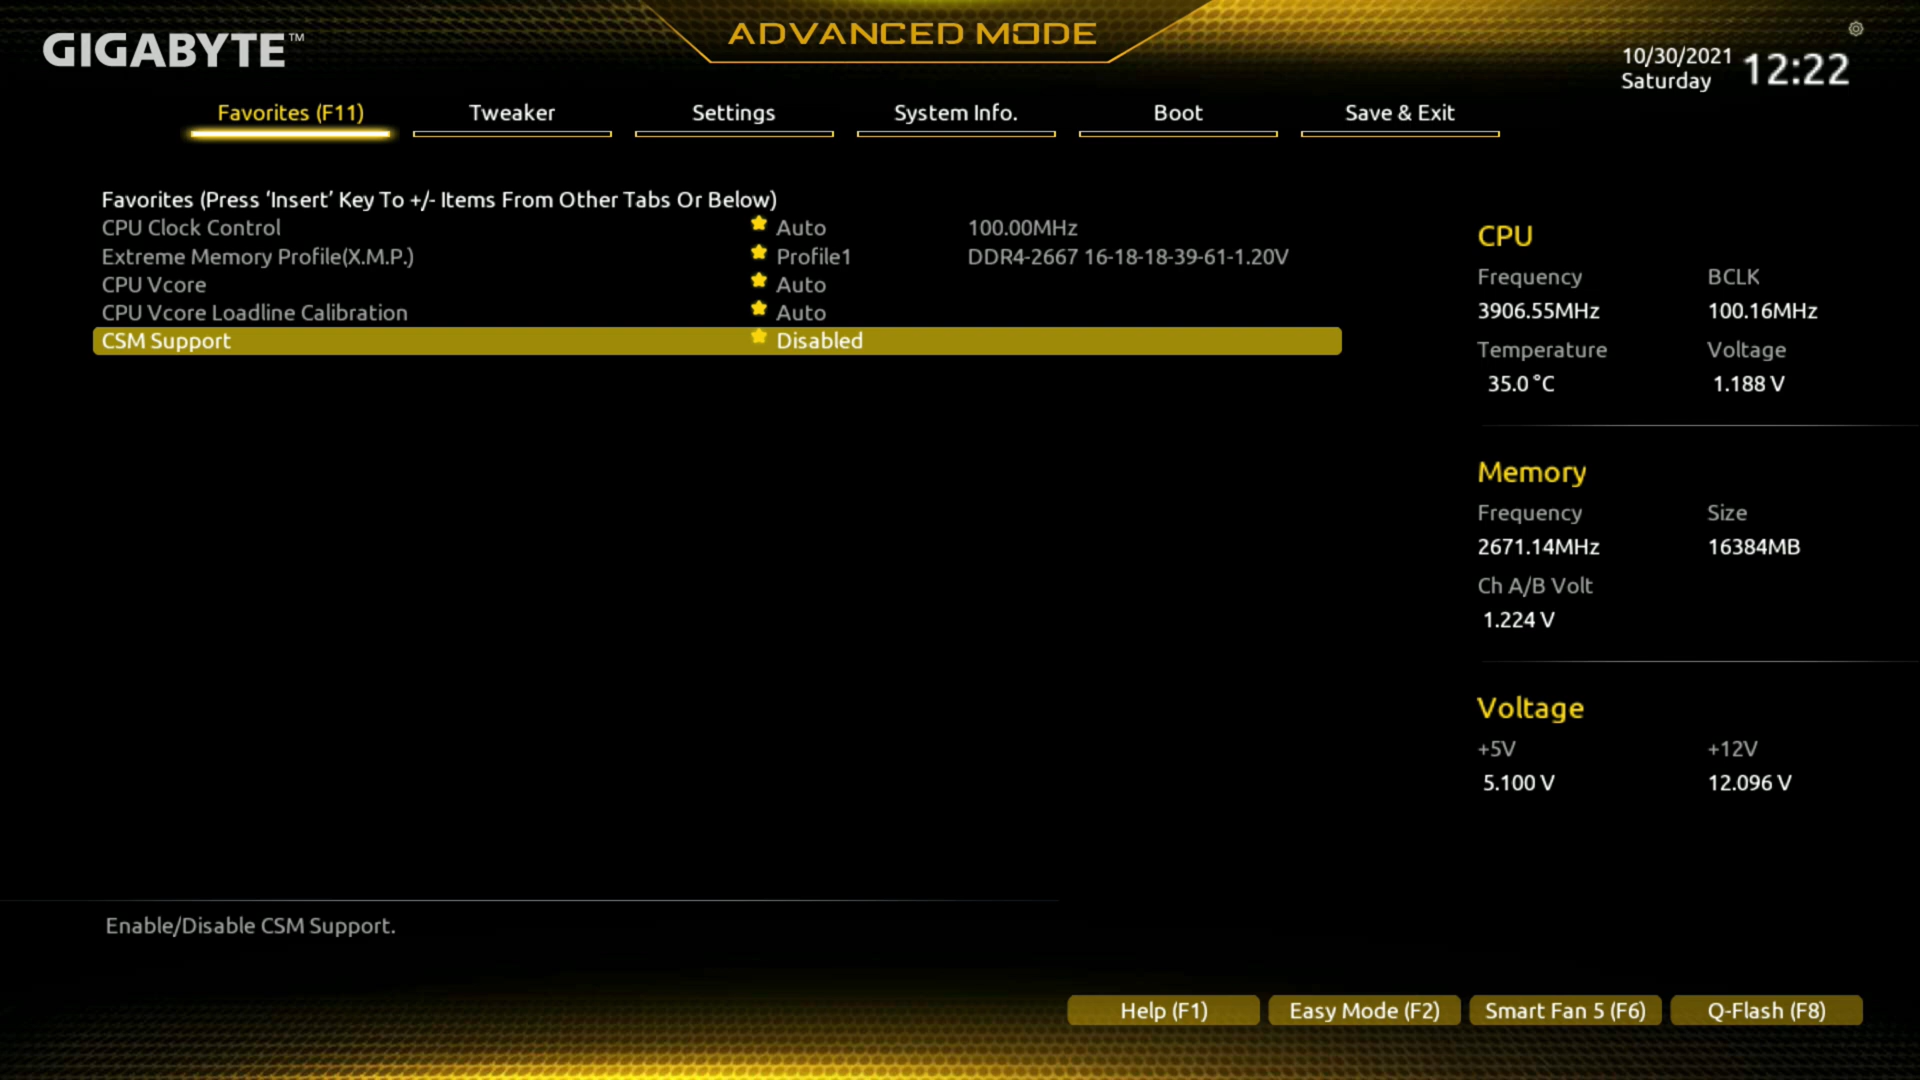 GIGABYTE™
ADVANCED MODE
10/30/2021
Saturday
12:22
Favorites (F11) Tweaker Settings System Info. Boot Save & Exit
Favorites (Press ‘Insert’ Key To +/- Items From Other Tabs Or Below)
CPU Clock Control Auto 100.00MHz
Extreme Memory Profile(X.M.P.) Profile1 DDR4-2667 16-18-18-39-61-1.20V
CPU Vcore Auto
CPU Vcore Loadline Calibration Auto
CSM Support Disabled
CPU
Frequency BCLK
3906.55MHz 100.16MHz
Temperature Voltage
35.0 °C 1.188 V
Memory
Frequency Size
2671.14MHz 16384MB
Ch A/B Volt
1.224 V
Voltage
+5V +12V
5.100 V 12.096 V
Enable/Disable CSM Support.
Help (F1) Easy Mode (F2) Smart Fan 5 (F6) Q-Flash (F8)